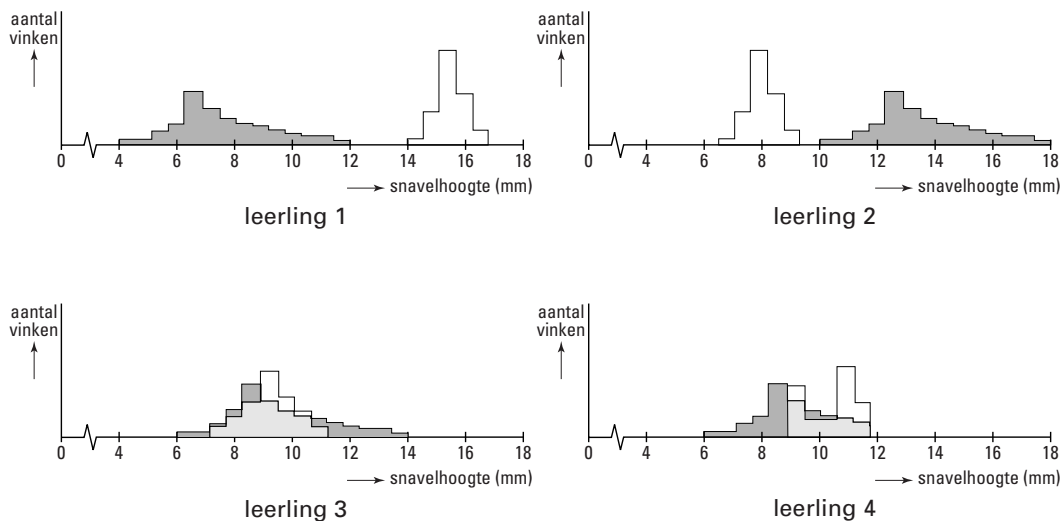 aantal
vinken
0 4 6 8 10 12 14 16 18
snavelhoogte (mm)
leerling 1
aantal
vinken
0 4 6 8 10 12 14 16 18
snavelhoogte (mm)
leerling 2
aantal
vinken
0 4 6 8 10 12 14 16 18
snavelhoogte (mm)
leerling 3
aantal
vinken
0 4 6 8 10 12 14 16 18
snavelhoogte (mm)
leerling 4